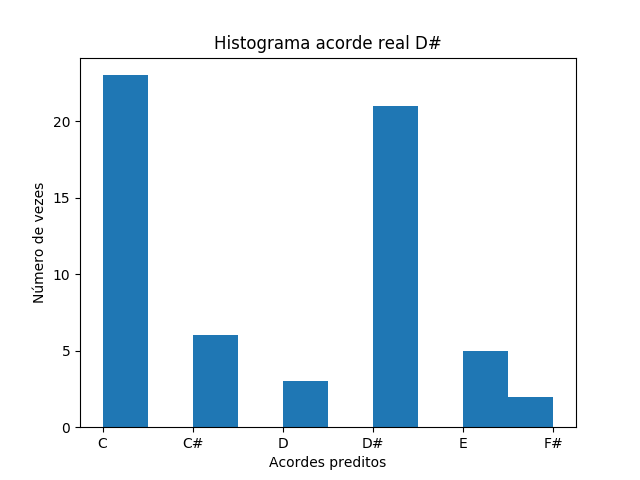 Histograma acorde real D#
Número de vezes
20
15
10
5
0
C C# D D# E F#
Acordes preditos